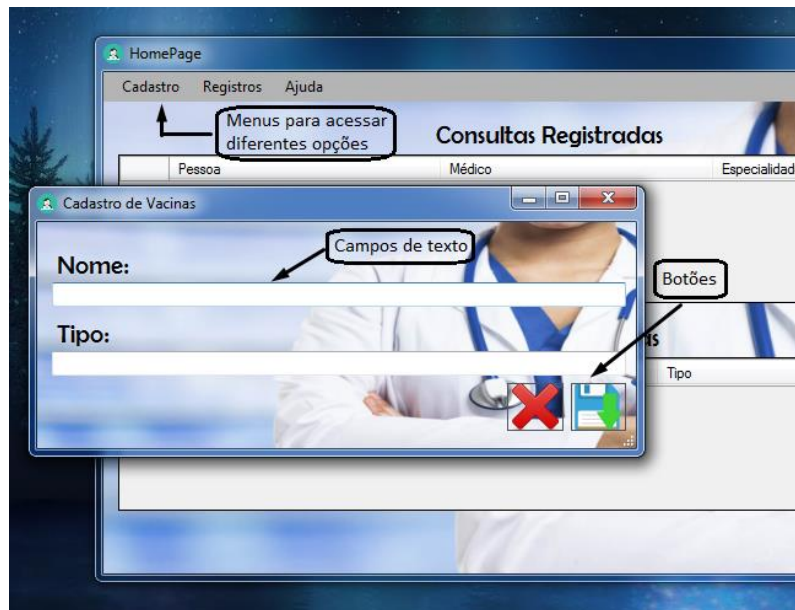 HomePage
Cadastro Registros Ajuda
Menus para acessar
diferentes opções
Consultas Registradas
Pessoa Médico Especialidad
Cadastro de Vacinas
Campos de texto
Nome:
Botões
Tipo:
as
Tipo